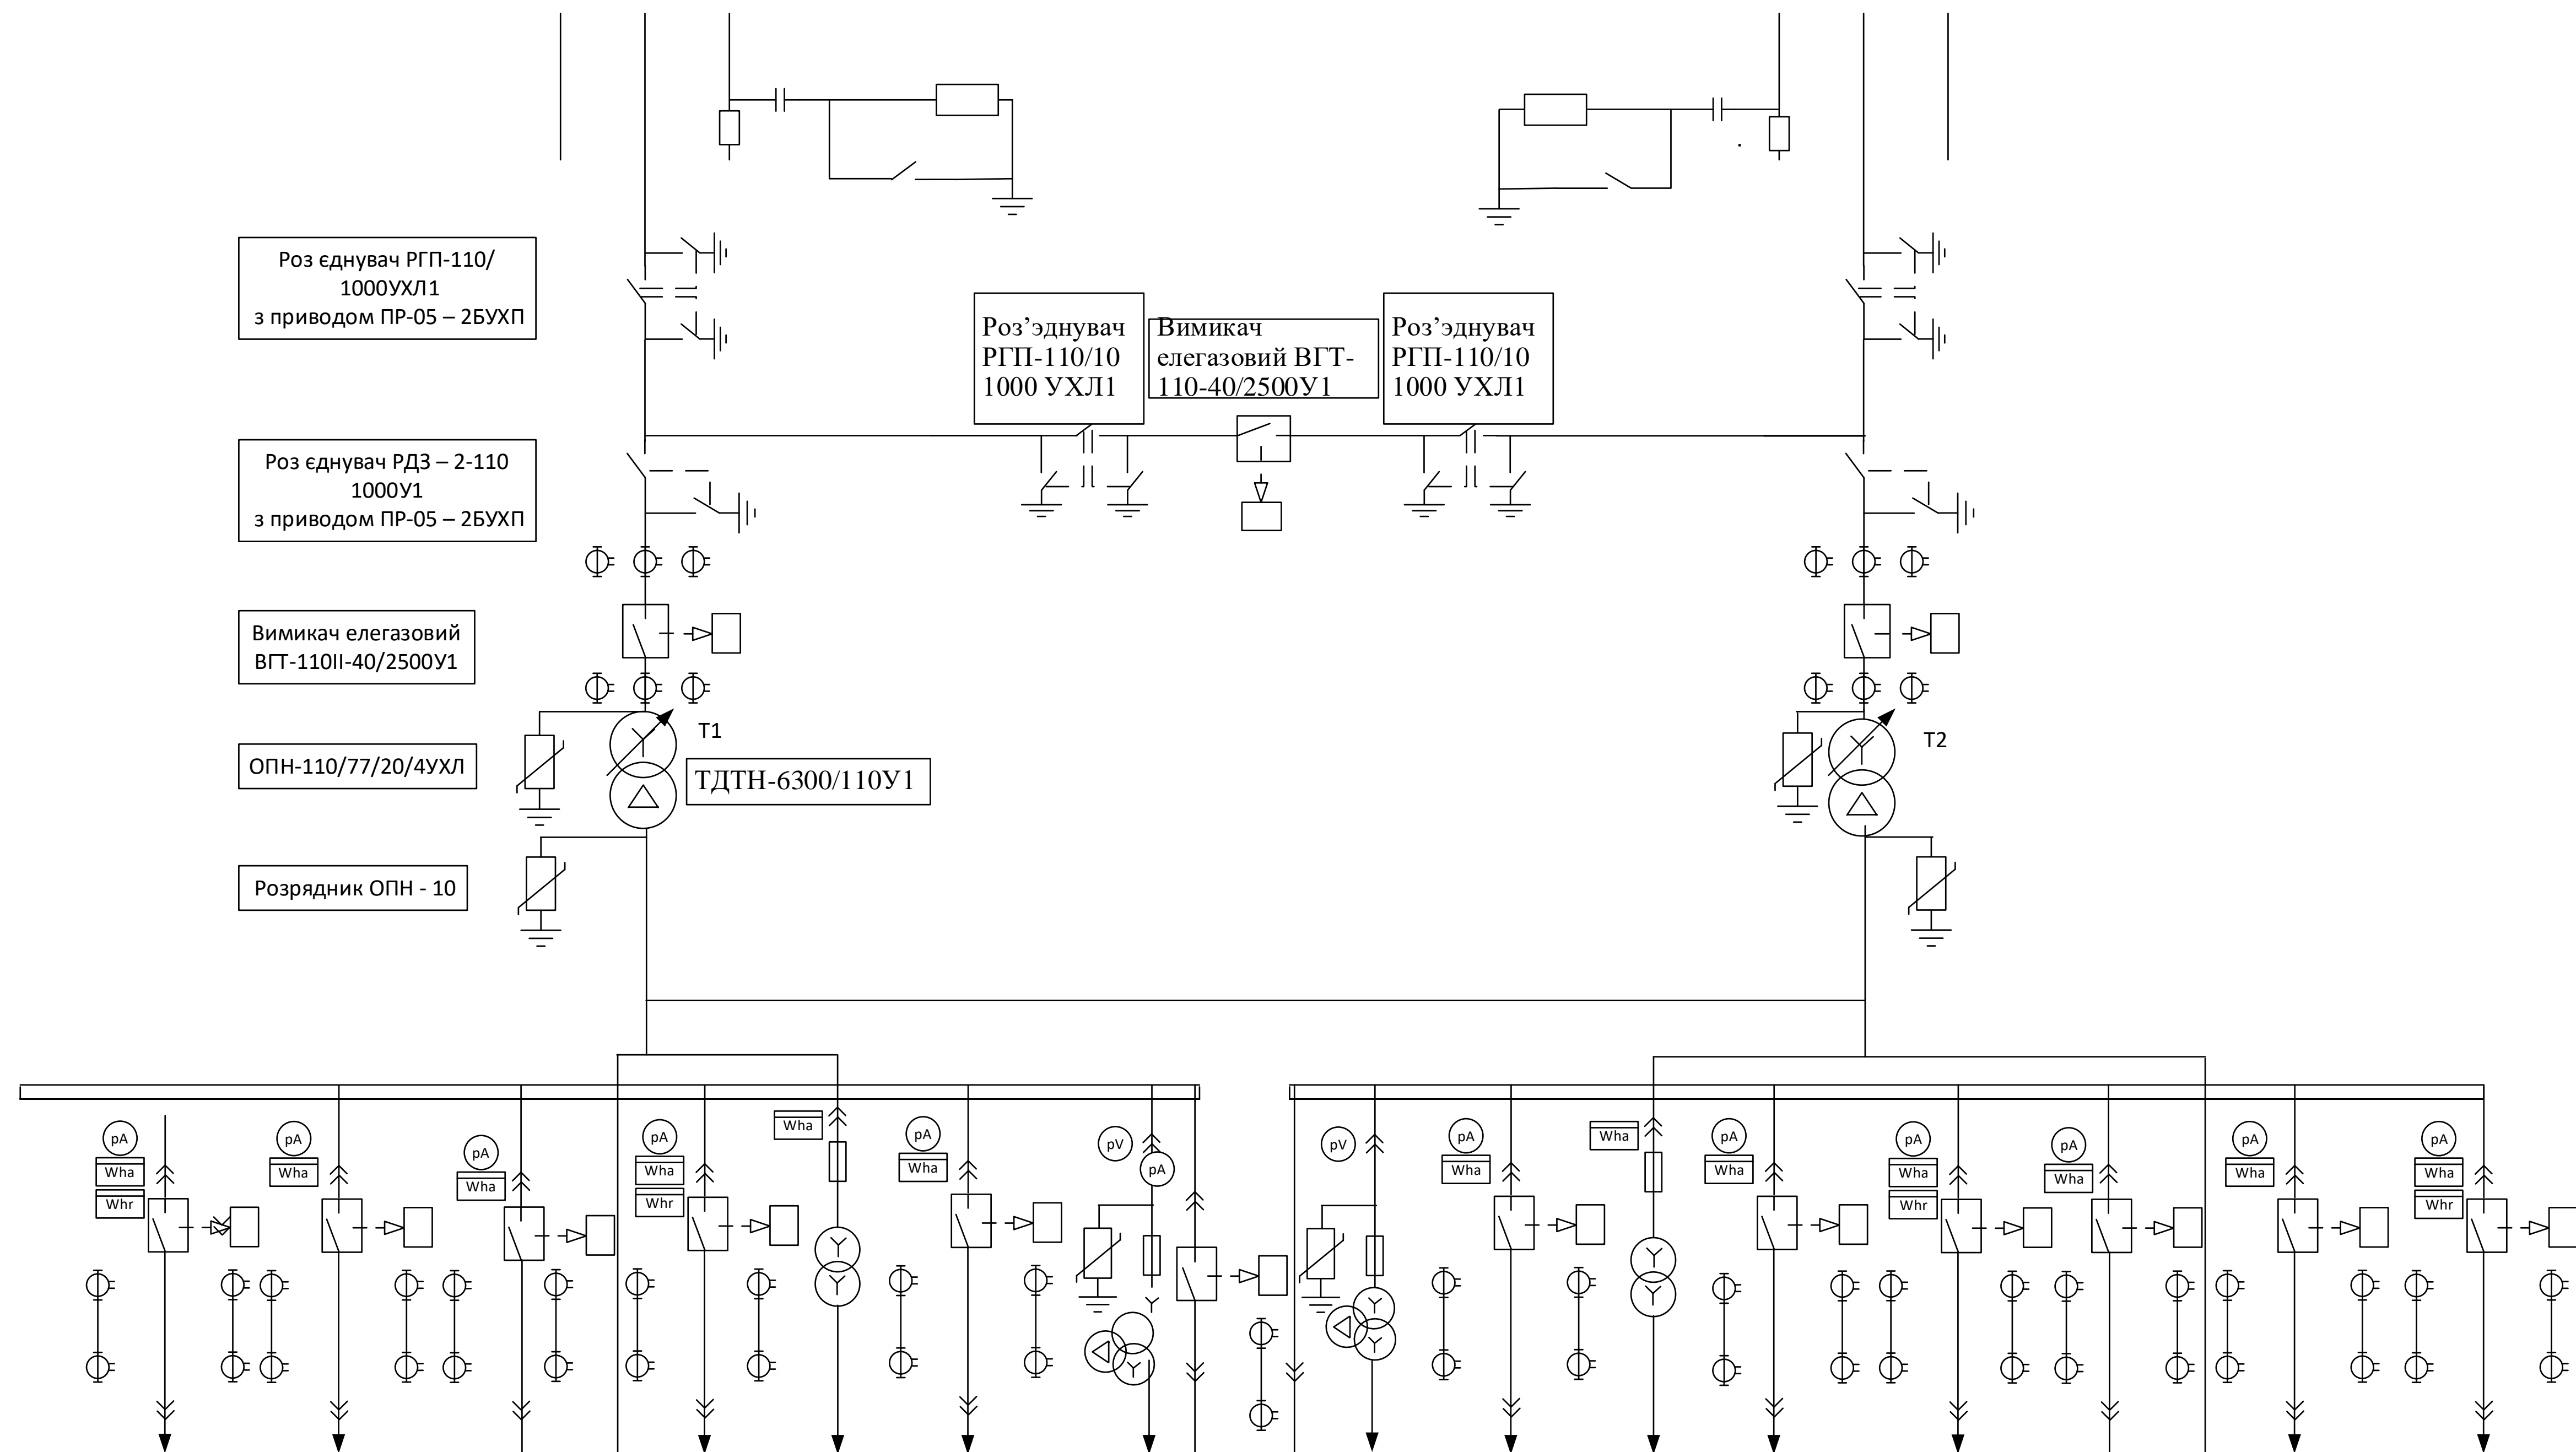 Роз єднувач РГП-110/
1000УХЛ1
з приводом ПР-05 – 2БУХП
Роз’эднувач
РГП-110/10
1000 УХЛ1
Вимикач
елегазовий ВГТ-
110-40/2500У1
Роз’эднувач
РГП-110/10
1000 УХЛ1
Роз єднувач РДЗ – 2-110
1000У1
з приводом ПР-05 – 2БУХП
Вимикач елегазовий
ВГТ-110ІІ-40/2500У1
Т1
Т2
ОПН-110/77/20/4УХЛ
ТДТН-6300/110У1
Розрядник ОПН - 10
pA
Wha
Whr
pA
Wha
pA
Wha
pA
Wha
Whr
Wha
pA
Wha
pV
pA
pV
pA
Wha
Wha
pA
Wha
pA
Wha
Whr
pA
Wha
pA
Wha
pA
Wha
Whr